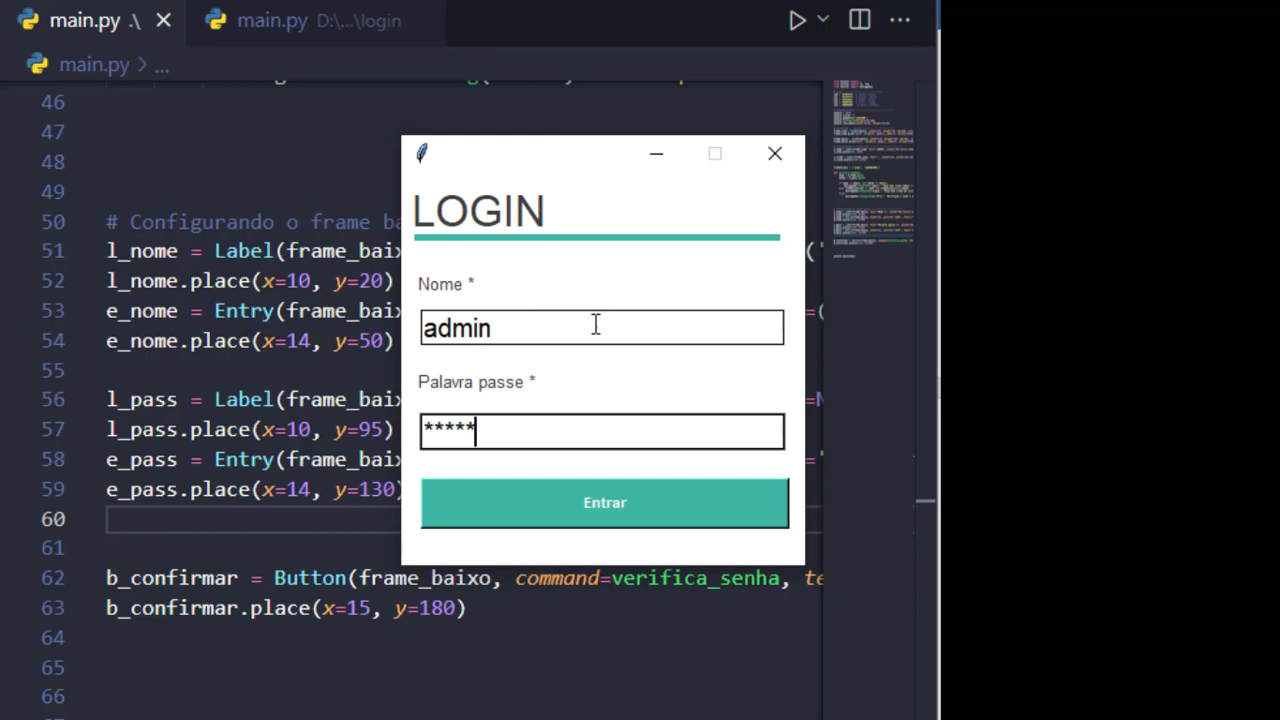 main.py .\ main.py D:\...\login
main.py > ...
46
47
48
49
50 # Configurando o frame ba
51 l_nome = Label(frame_baix
52 l_nome.place(x=10, y=20)
53 e_nome = Entry(frame_baix =(
54 e_nome.place(x=14, y=50)
55
56 l_pass = Label(frame_baix =N
57 l_pass.place(x=10, y=95)
58 e_pass = Entry(frame_baix ='
59 e_pass.place(x=14, y=130)
60
61
62 b_confirmar = Button(frame_baixo, command=verifica_senha, te
63 b_confirmar.place(x=15, y=180)
64
65
66
LOGIN
Nome *
admin
Palavra passe *
*****
Entrar